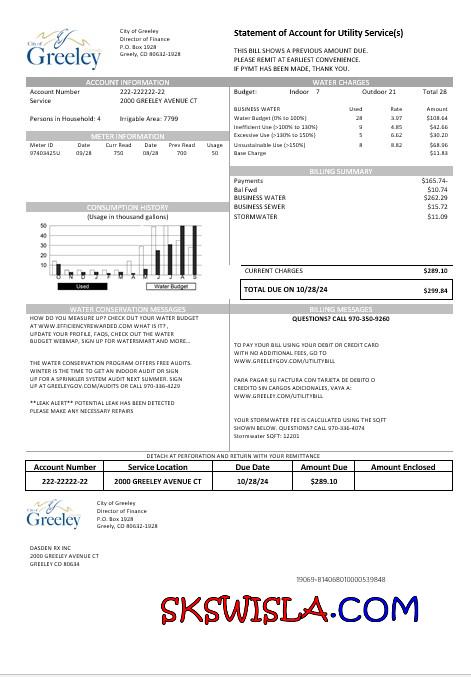 City of
Greeley
City of Greeley
Director of Finance
P.O. Box 1928
Greely, CO 80632-1928
Statement of Account for Utility Service(s)
THIS BILL SHOWS A PREVIOUS AMOUNT DUE.
PLEASE REMIT AT EARLIEST CONVENIENCE.
IF PYMT HAS BEEN MADE, THANK YOU.
ACCOUNT INFORMATION
Account Number 222-222222-22
Service 2000 GREELEY AVENUE CT
Persons in Household: 4 Irrigable Area: 7799
METER INFORMATION
Meter ID Date Curr Read Date Prev Read Usage
97403425U 09/28 750 08/28 700 50
CONSUMPTION HISTORY
(Usage in thousand gallons)
50
40
30
20
10
O N D J F M A M J J A S
Used Water Budget
WATER CHARGES
Budget: Indoor 7 Outdoor 21 Total 28
BUSINESS WATER Used Rate Amount
Water Budget (0% to 100%) 28 3.97 $108.64
Inefficient Use (>100% to 130%) 9 4.85 $42.66
Excessive Use (>130% to 150%) 5 6.62 $30.20
Unsustainable Use (>150%) 8 8.82 $68.96
Base Charge $11.83
BILLING SUMMARY
Payments $165.74-
Bal Fwd $10.74
BUSINESS WATER $262.29
BUSINESS SEWER $15.72
STORMWATER $11.09
CURRENT CHARGES $289.10
TOTAL DUE ON 10/28/24 $299.84
WATER CONSERVATION MESSAGES
HOW DO YOU MEASURE UP? CHECK OUT YOUR WATER BUDGET
AT WWW.EFFICIENCYREWARDED.COM WHAT IS IT?,
UPDATE YOUR PROFILE, FAQS, CHECK OUT THE WATER
BUDGET WEBMAP, SIGN UP FOR WATERSMART AND MORE..
THE WATER CONSERVATION PROGRAM OFFERS FREE AUDITS.
WINTER IS THE TIME TO GET AN INDOOR AUDIT OR SIGN
UP FOR A SPRINKLER SYSTEM AUDIT NEXT SUMMER. SIGN
UP AT GREELEYGOV.COM/AUDITS OR CALL 970-336-4229
**LEAK ALERT** POTENTIAL LEAK HAS BEEN DETECTED
PLEASE MAKE ANY NECESSARY REPAIRS
BILLING MESSAGES
QUESTIONS? CALL 970-350-9260
TO PAY YOUR BILL USING YOUR DEBIT OR CREDIT CARD
WITH NO ADDITIONAL FEES, GO TO
WWW.GREELEYGOV.COM/UTILITYBILL
PARA PAGAR SU FACTURA CON TARJETA DE DEBITO O
CREDITO SIN CARGOS ADICIONALES, VAYA A:
WWW.GREELEY.COM/UTILITYBILL
YOUR STORMWATER FEE IS CALCULATED USING THE SQFT
SHOWN BELOW. QUESTIONS? CALL 970-336-4074
Stormwater SQFT: 12201
DETACH AT PERFORATION AND RETURN WITH YOUR REMITTANCE
Account Number Service Location Due Date Amount Due Amount Enclosed
222-22222-22 2000 GREELEY AVENUE CT 10/28/24 $289.10
City of
Greeley
City of Greeley
Director of Finance
P.O. Box 1928
Greely, CO 80632-1928
DASDEN RX INC
2000 GREELEY AVENUE CT
GREELEY CO 80634
19069-814068010000539848
SKSWISLA.COM